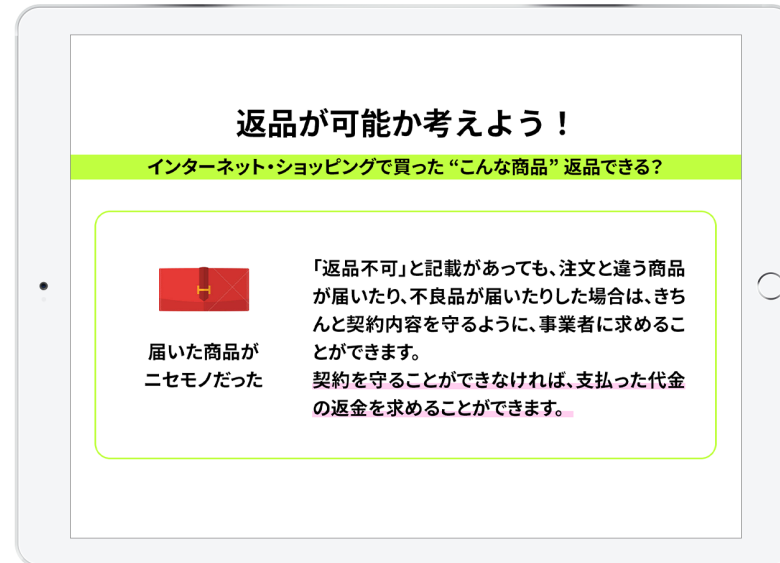 返品が可能か考えよう！
インターネット・ショッピングで買った“こんな商品”返品できる？
届いた商品が
ニセモノだった
「返品不可」と記載があっても、注文と違う商品
が届いたり、不良品が届いたりした場合は、きち
んと契約内容を守るように、事業者に求めるこ
とができます。
契約を守ることができなければ、支払った代金
の返金を求めることができます。